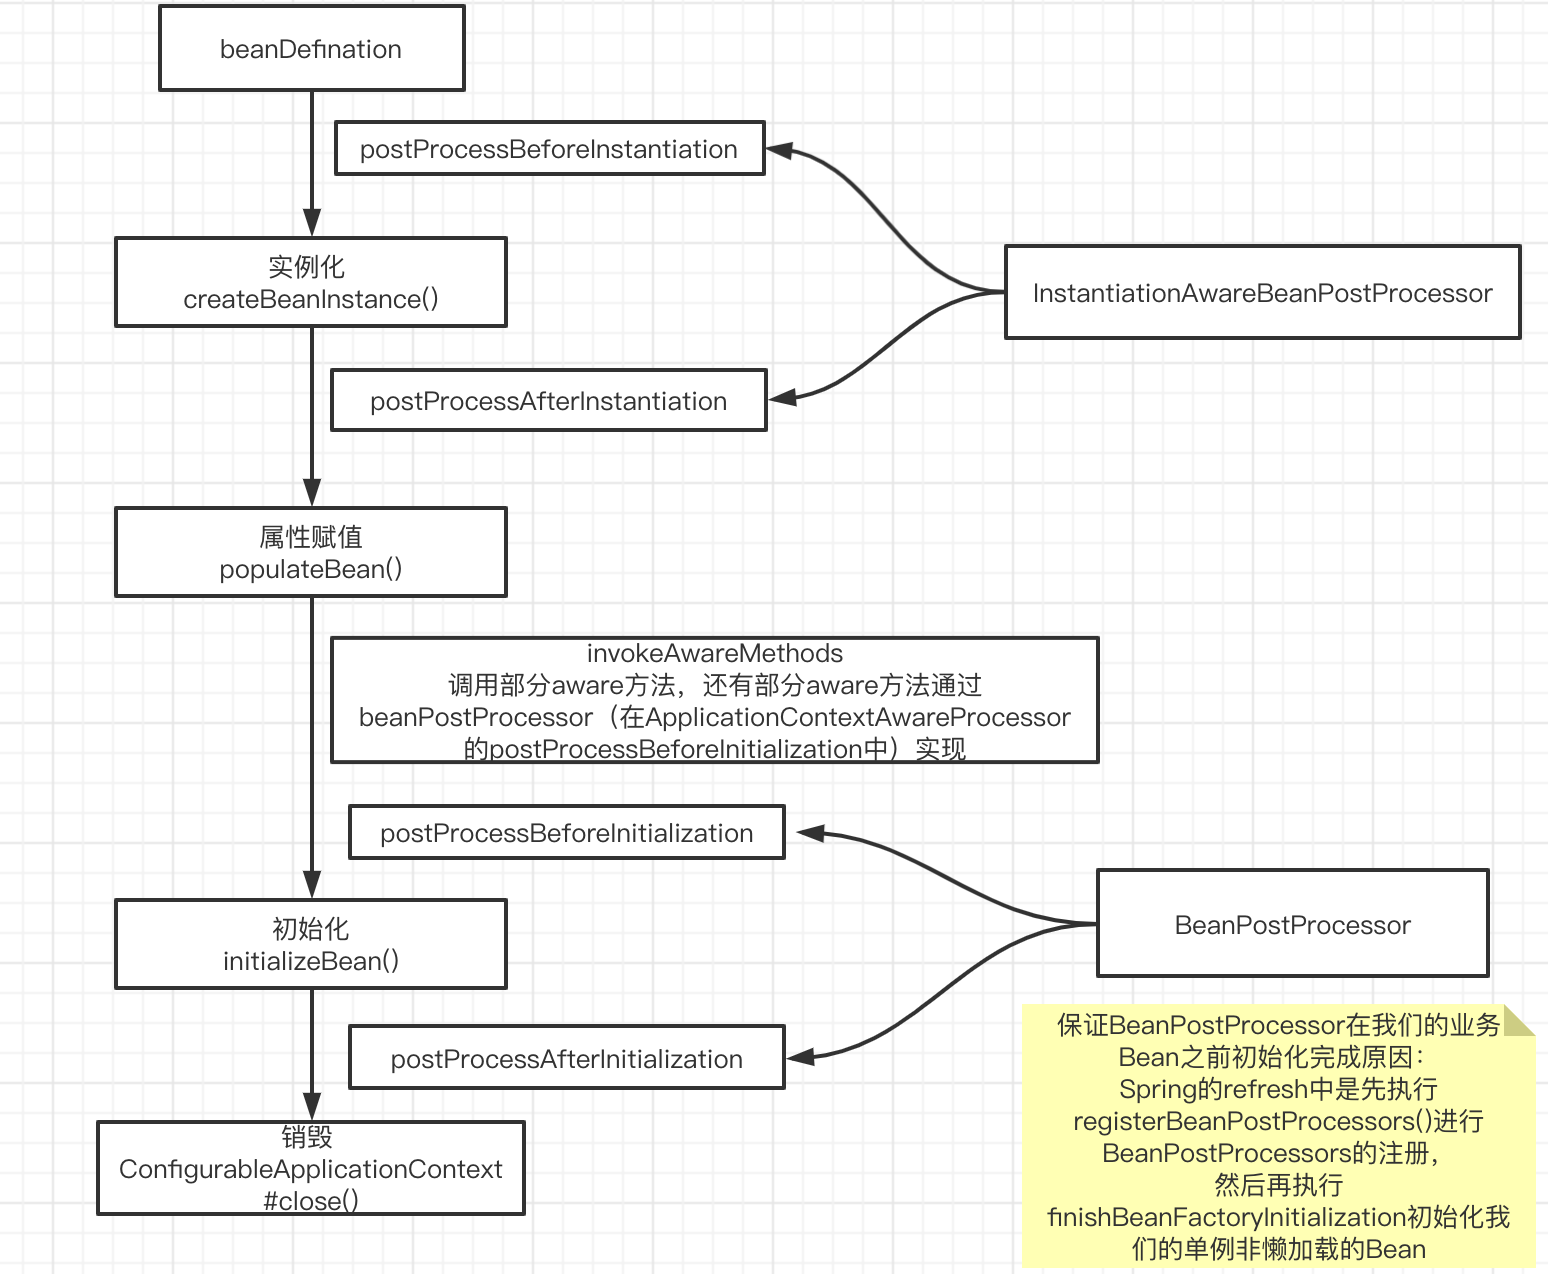 beanDefination
postProcessBeforeInstantiation
实例化
createBeanInstance()
InstantiationAwareBeanPostProcessor
postProcessAfterInstantiation
属性赋值
populateBean()
invokeAwareMethods
调用部分aware方法，还有部分aware方法通过
beanPostProcessor（在ApplicationContextAwareProcessor
的postProcessBeforeInitialization中）实现
postProcessBeforeInitialization
初始化
initializeBean()
BeanPostProcessor
postProcessAfterInitialization
销毁
ConfigurableApplicationContext
#close()
保证BeanPostProcessor在我们的业务
Bean之前初始化完成原因：
Spring的refresh中是先执行
registerBeanPostProcessors()进行
BeanPostProcessors的注册，
然后再执行
finishBeanFactoryInitialization初始化我
们的单例非懒加载的Bean